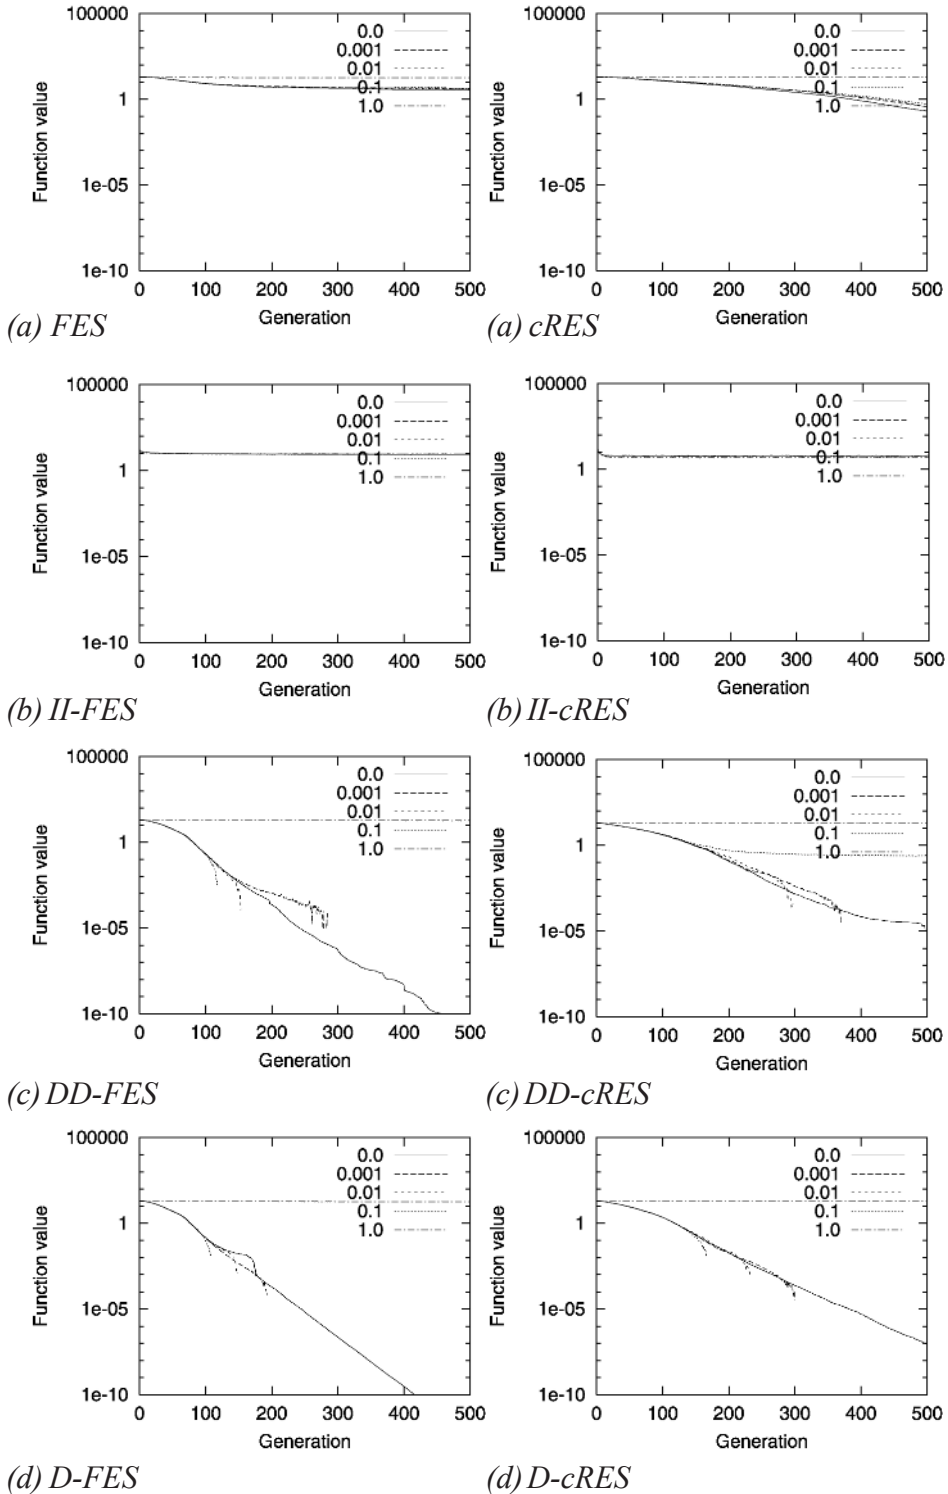 100000
1
1e-05
1e-10
Function value
0.0
0.001
0.01
0.1
1.0
0 100 200 300 400 500
Generation
(a) FES
100000
1
1e-05
1e-10
Function value
0.0
0.001
0.01
0.1
1.0
0 100 200 300 400 500
Generation
(a) cRES
100000
1
1e-05
1e-10
Function value
0.0
0.001
0.01
0.1
1.0
0 100 200 300 400 500
Generation
(b) II-FES
100000
1
1e-05
1e-10
Function value
0.0
0.001
0.01
0.1
1.0
0 100 200 300 400 500
Generation
(b) II-cRES
100000
1
1e-05
1e-10
Function value
0.0
0.001
0.01
0.1
1.0
0 100 200 300 400 500
Generation
(c) DD-FES
100000
1
1e-05
1e-10
Function value
0.0
0.001
0.01
0.1
1.0
0 100 200 300 400 500
Generation
(c) DD-cRES
100000
1
1e-05
1e-10
Function value
0.0
0.001
0.01
0.1
1.0
0 100 200 300 400 500
Generation
(d) D-FES
100000
1
1e-05
1e-10
Function value
0.0
0.001
0.01
0.1
1.0
0 100 200 300 400 500
Generation
(d) D-cRES